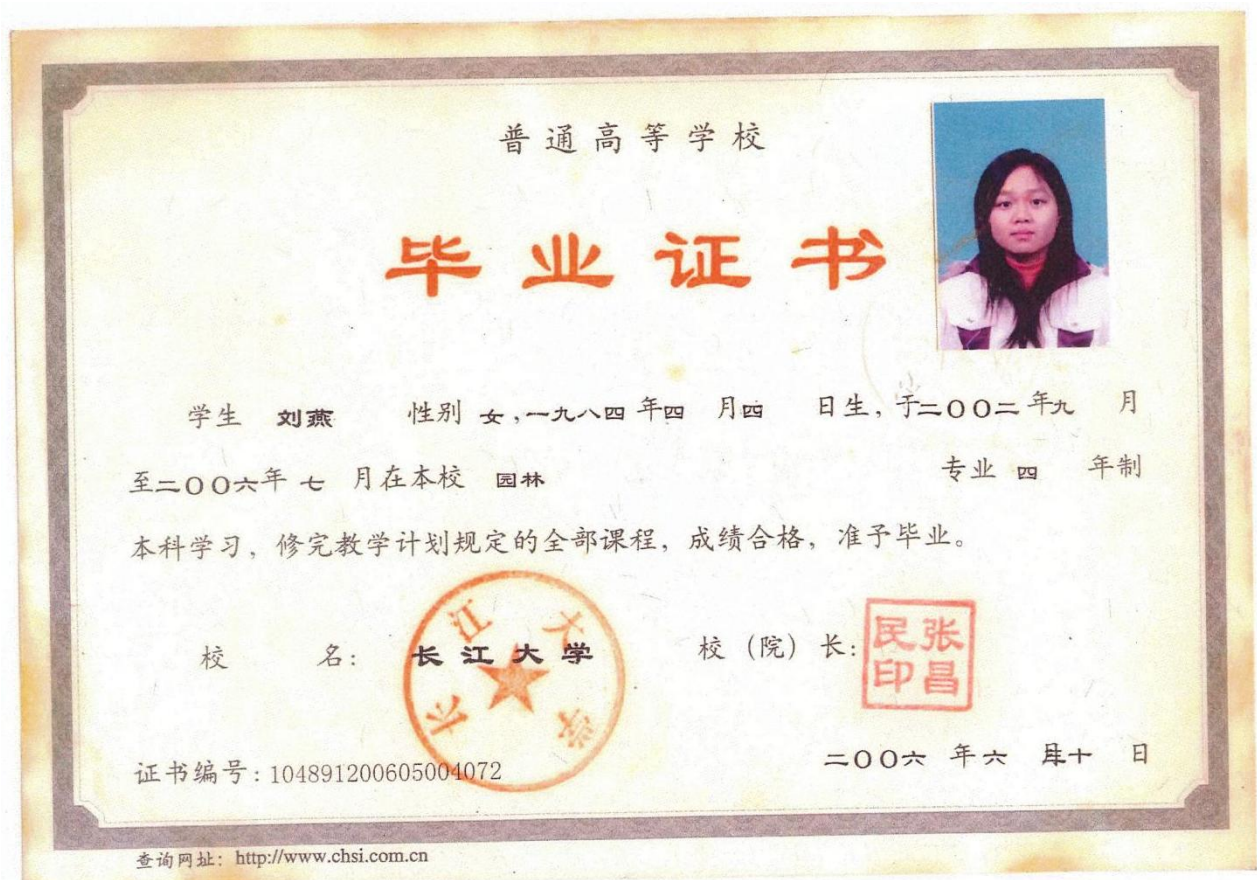 普通高等学校
毕业证书
学生 刘燕 性别 女,一九八四年四月四日生,于二〇〇二年九月
至二〇〇六年七月在本校 园林 专业 四 年制
本科学习,修完教学计划规定的全部课程,成绩合格,准予毕业。
校 名: 长江大学 校(院)长: 张昌民印
长江大学
二〇〇六年六月十日
证书编号:104891200605004072
查询网址:http://www.chsi.com.cn